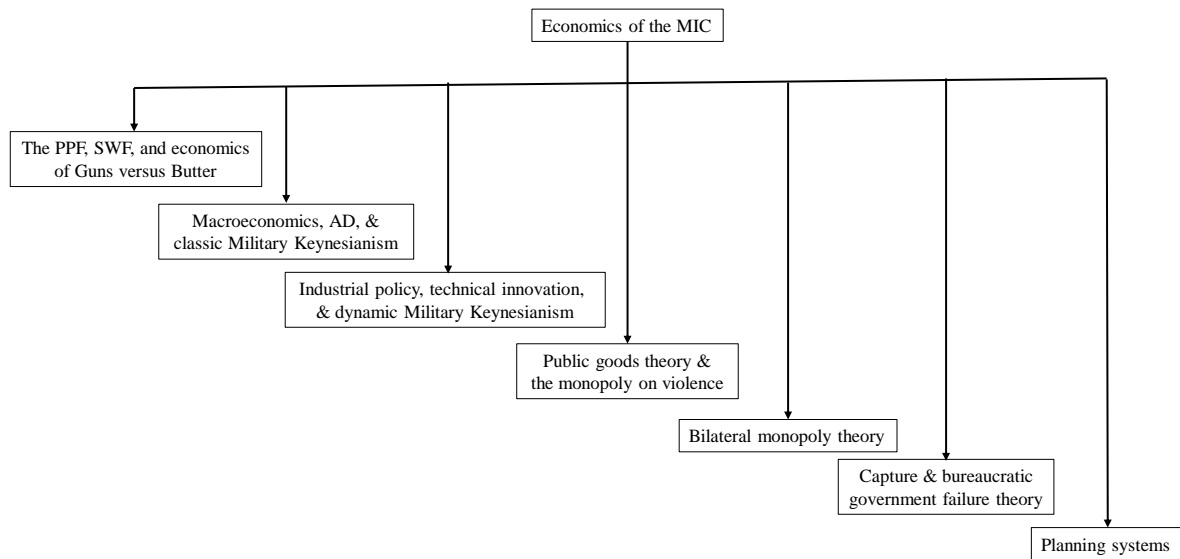 Economics of the MIC
The PPF, SWF, and economics
of Guns versus Butter
Macroeconomics, AD, &
classic Military Keynesianism
Industrial policy, technical innovation,
& dynamic Military Keynesianism
Public goods theory &
the monopoly on violence
Bilateral monopoly theory
Capture & bureaucratic
government failure theory
Planning systems